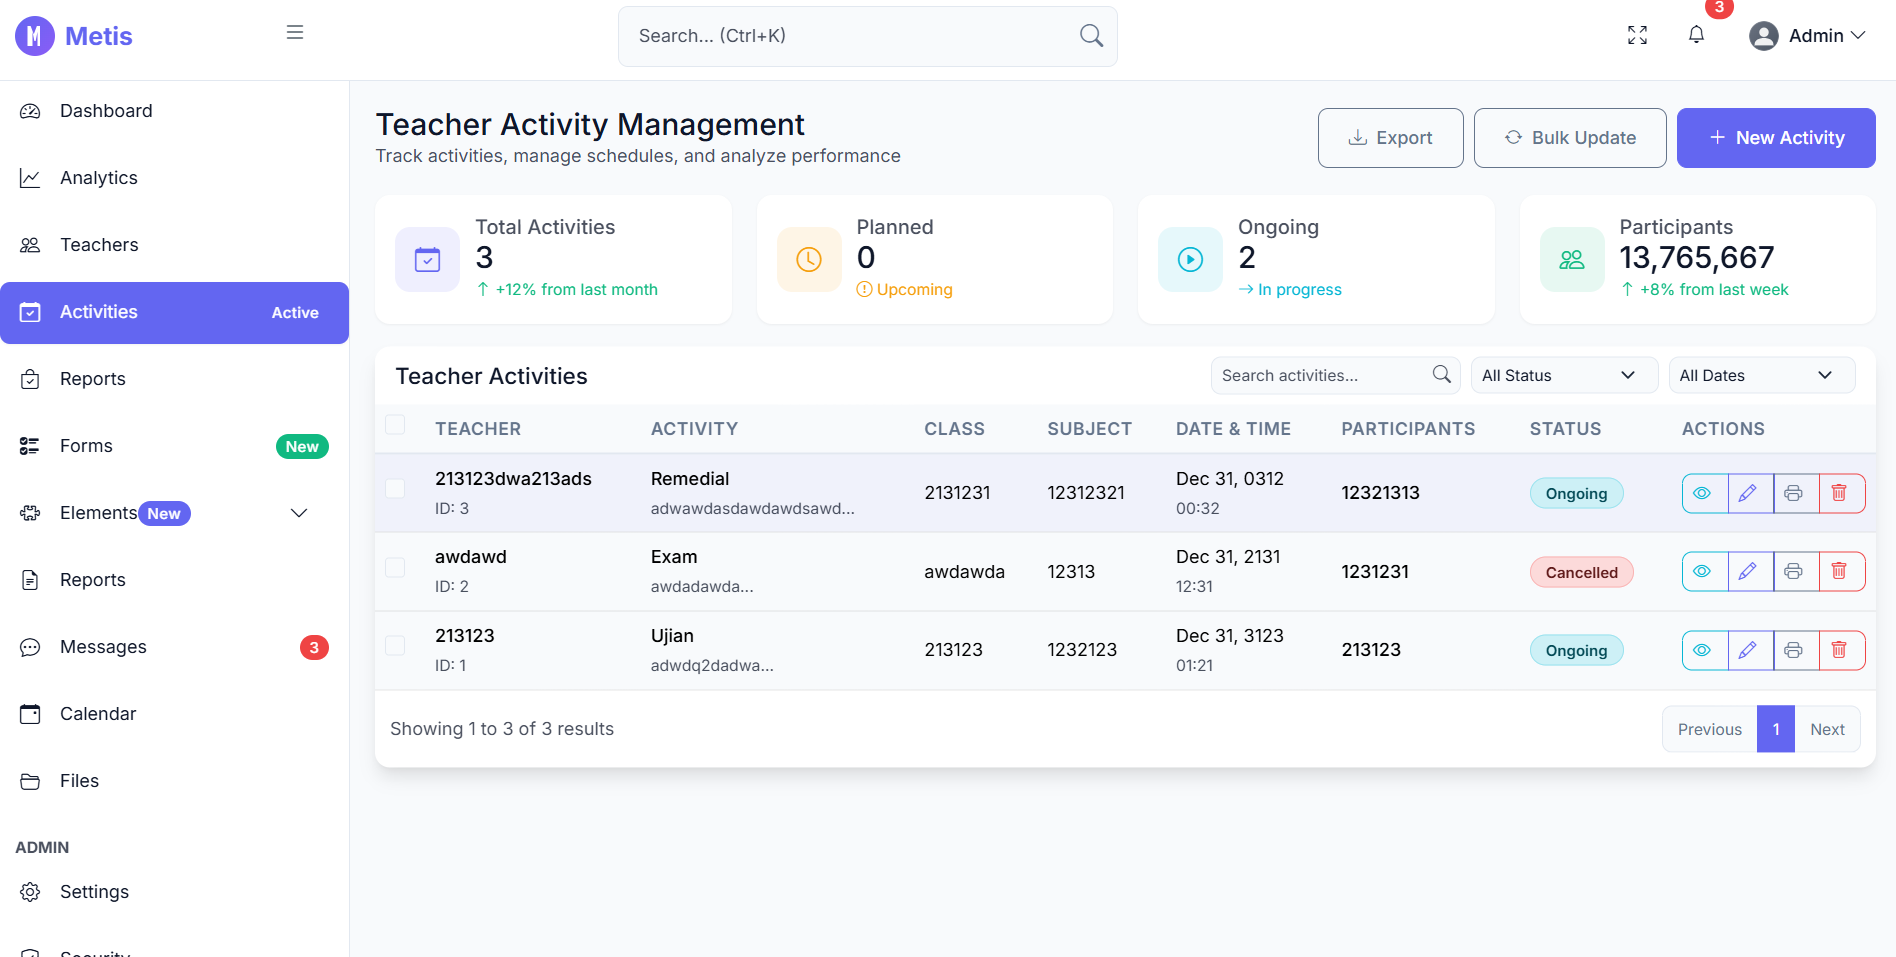 Metis
Search... (Ctrl+K)
3
Admin
Dashboard
Analytics
Teachers
Activities Active
Reports
Forms New
Elements New
Reports
Messages 3
Calendar
Files
ADMIN
Settings
Security
Teacher Activity Management
Track activities, manage schedules, and analyze performance
Export
Bulk Update
New Activity
Total Activities
3
+12% from last month
Planned
0
Upcoming
Ongoing
2
In progress
Participants
13,765,667
+8% from last week
Teacher Activities
Search activities...
All Status
All Dates
TEACHER ACTIVITY CLASS SUBJECT DATE & TIME PARTICIPANTS STATUS ACTIONS
213123dwa213ads Remedial 2131231 12312321 Dec 31, 0312 12321313 Ongoing
ID: 3 adwawdasdawdawdsawd... 00:32
awdawd Exam awdawda 12313 Dec 31, 2131 1231231 Cancelled
ID: 2 awdadawda... 12:31
213123 Ujian 213123 1232123 Dec 31, 3123 213123 Ongoing
ID: 1 adwdq2dadwa... 01:21
Showing 1 to 3 of 3 results
Previous 1 Next